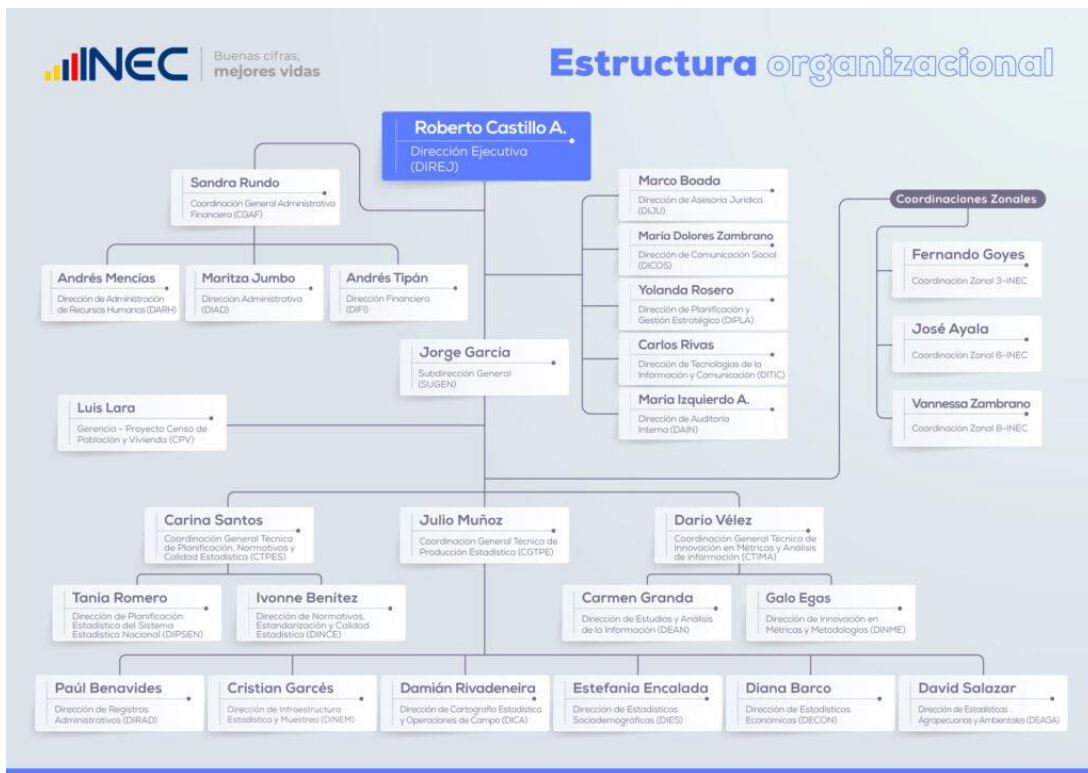 INEC
Buenas cifras,
mejores vidas
Estructura organizacional
Roberto Castillo A.
Dirección Ejecutiva
(DIREJ)
Sandra Rundo
Coordinación General Administrativa
Financiera (CGAF)
Andrés Mencías
Dirección de Administración
de Recursos Humanos (DARH)
Maritza Jumbo
Dirección Administrativa
(DIAD)
Andrés Tipán
Dirección Financiera
(DIFI)
Marco Boada
Dirección de Asesoría Jurídica
(DIJU)
María Dolores Zambrano
Dirección de Comunicación Social
(DICOS)
Yolanda Rosero
Dirección de Planificación y
Gestión Estratégica (DIPLA)
Carlos Rivas
Dirección de Tecnologías de la
Información y Comunicación (DITIC)
María Izquierdo A.
Dirección de Auditoría
Interna (DAIN)
Coordinaciones Zonales
Fernando Goyes
Coordinación Zonal 3-INEC
José Ayala
Coordinación Zonal 6-INEC
Vannessa Zambrano
Coordinación Zonal 8-INEC
Jorge García
Subdirección General
(SUGEN)
Luis Lara
Gerencia - Proyecto Censo de
Población y Vivienda (CPV)
Carina Santos
Coordinación General Técnica
de Planificación, Normativas y
Calidad Estadística (CTPES)
Julio Muñoz
Coordinación General Técnica de
Producción Estadística (CGTPE)
Darío Vélez
Coordinación General Técnica de
Innovación en Métricas y Análisis
de información (CTIMA)
Tania Romero
Dirección de Planificación
Estadística del Sistema
Estadístico Nacional (DIPSEN)
Ivonne Benítez
Dirección de Normativas,
Estandarización y Calidad
Estadística (DINCE)
Carmen Granda
Dirección de Estudios y Análisis
de la Información (DEAN)
Galo Egas
Dirección de Innovación en
Métricas y Metodologías (DINME)
Paúl Benavides
Dirección de Registros
Administrativos (DIRAD)
Cristian Garcés
Dirección de Infraestructura
Estadística y Muestreo (DINEM)
Damián Rivadeneira
Dirección de Cartografía Estadística
y Operaciones de Campo (DICA)
Estefanía Encalada
Dirección de Estadísticas
Sociodemográficas (DIES)
Diana Barco
Dirección de Estadísticas
Económicas (DECON)
David Salazar
Dirección de Estadísticas
Agropecuarias y Ambientales (DEAGA)